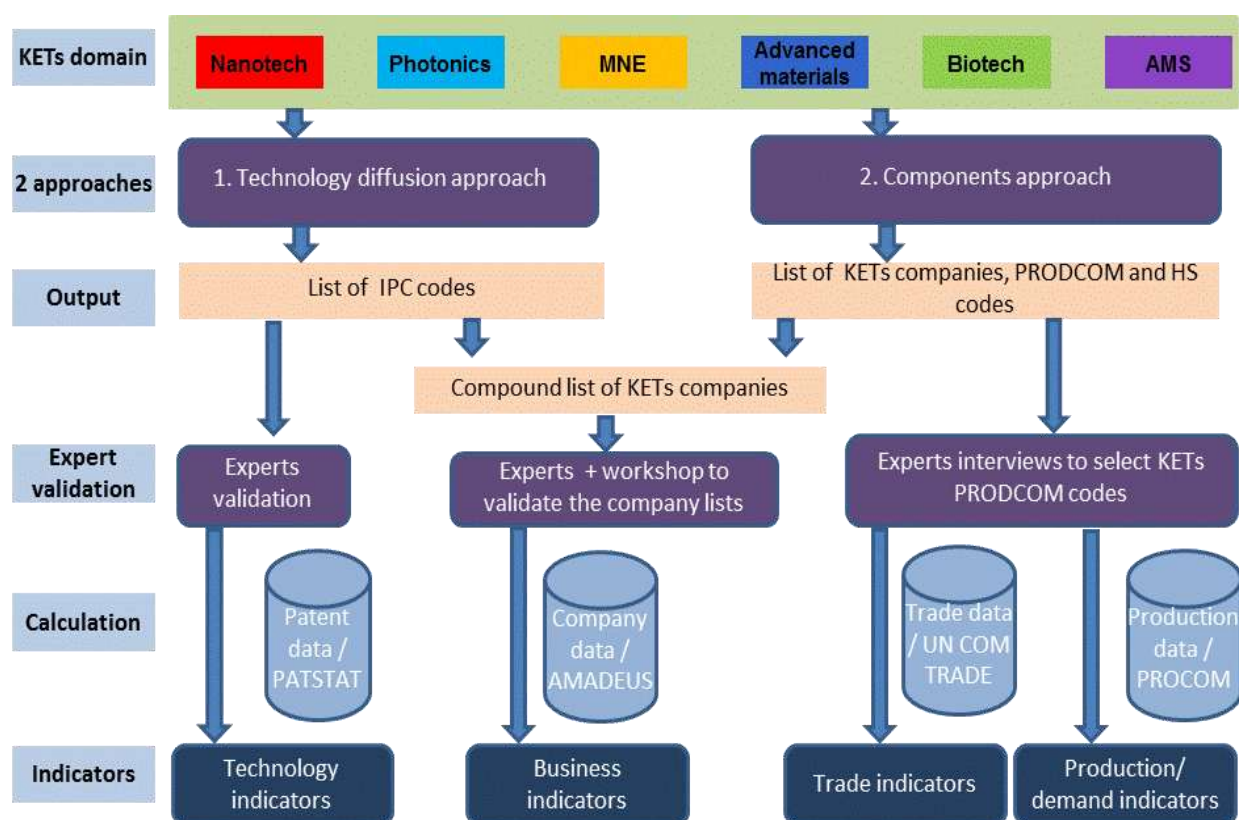 KETs domain
Nanotech
Photonics
MNE
Advanced
materials
Biotech
AMS
2 approaches
1. Technology diffusion approach
2. Components approach
Output
List of IPC codes
List of KETs companies, PRODCOM and HS
codes
Compound list of KETs companies
Expert
validation
Experts
validation
Experts + workshop to
validate the company lists
Experts interviews to select KETs
PRODCOM codes
Calculation
Patent
data /
PATSTAT
Company
data /
AMADEUS
Trade data
/ UN COM
TRADE
Production
data /
PROCOM
Indicators
Technology
indicators
Business
indicators
Trade indicators
Production/
demand indicators